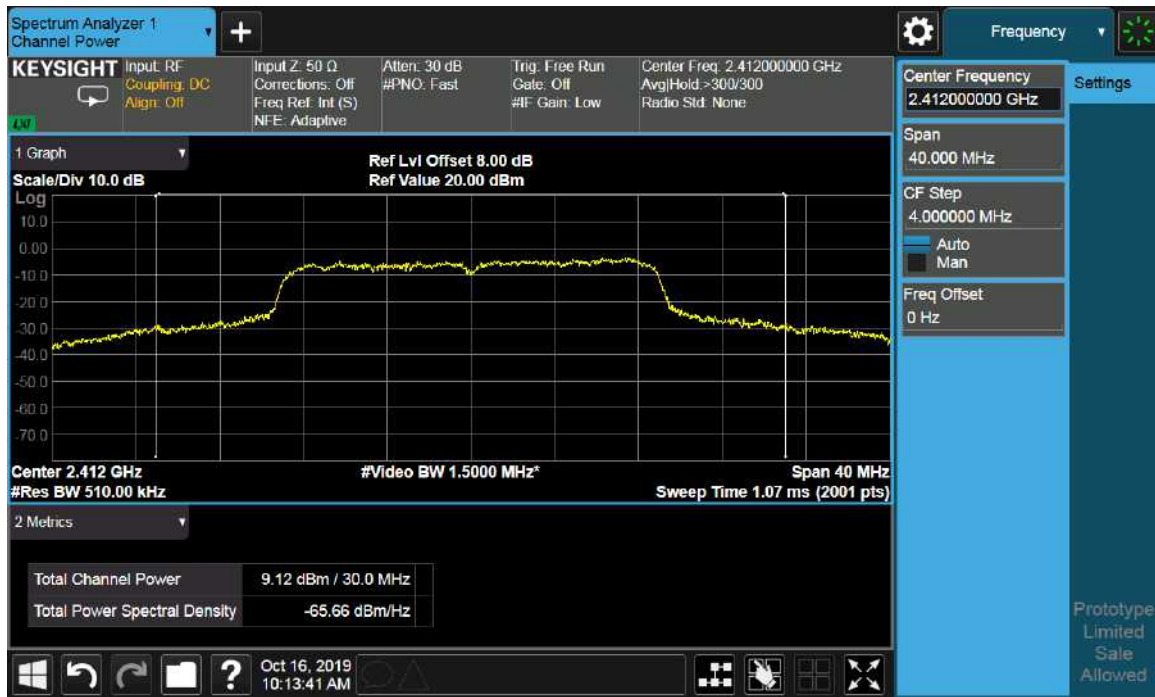 Spectrum Analyzer 1
Channel Power
+
Frequency
KEYSIGHT
Input: RF
Coupling: DC
Align: Off
Input Z: 50 Ω
Corrections: Off
Freq Ref: Int (S)
NFE: Adaptive
Atten: 30 dB
#PNO: Fast
Trig: Free Run
Gate: Off
#IF Gain: Low
Center Freq: 2.412000000 GHz
Avg|Hold:>300/300
Radio Std: None
LXI
Center Frequency
2.412000000 GHz
Settings
Span
40.000 MHz
CF Step
4.000000 MHz
Auto
Man
Freq Offset
0 Hz
1 Graph
Scale/Div 10.0 dB
Ref Lvl Offset 8.00 dB
Ref Value 20.00 dBm
Log
10.0
0.00
-10.0
-20.0
-30.0
-40.0
-50.0
-60.0
-70.0
Center 2.412 GHz
#Video BW 1.5000 MHz*
Span 40 MHz
#Res BW 510.00 kHz
Sweep Time 1.07 ms (2001 pts)
2 Metrics
Total Channel Power 9.12 dBm / 30.0 MHz
Total Power Spectral Density -65.66 dBm/Hz
Prototype
Limited
Sale
Allowed
?
Oct 16, 2019
10:13:41 AM